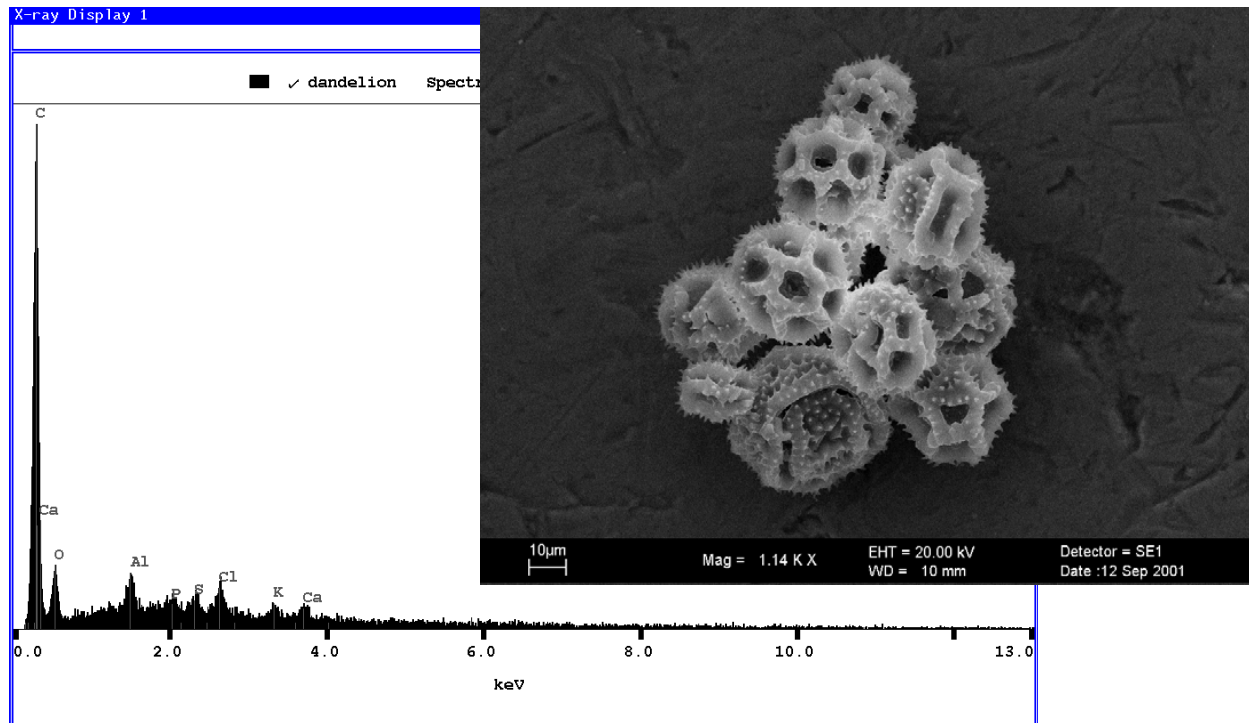 X-ray Display 1
✓ dandelion Spectr
C
Ca
O
Al
P
S
Cl
K
Ca
0.0 2.0 4.0 6.0 8.0 10.0 13.0
keV
10µm
Mag = 1.14 K X
EHT = 20.00 kV
WD = 10 mm
Detector = SE1
Date :12 Sep 2001